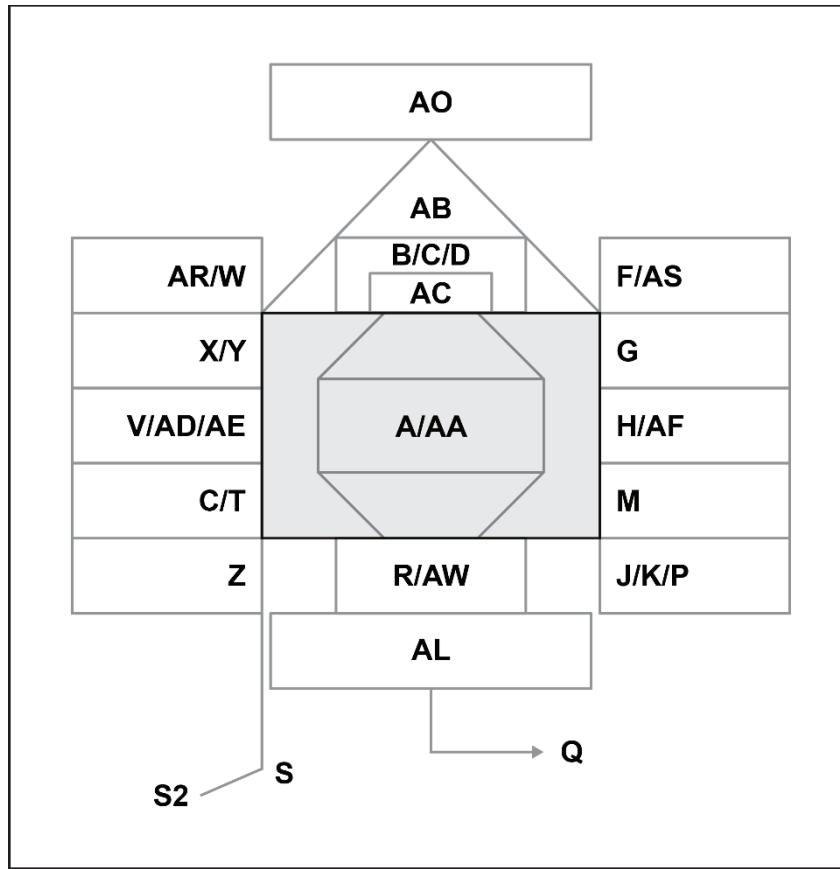 AO
AB
B/C/D
AC
AR/W
F/AS
X/Y
G
V/AD/AE
A/AA
H/AF
C/T
M
Z
R/AW
J/K/P
AL
Q
S
S2